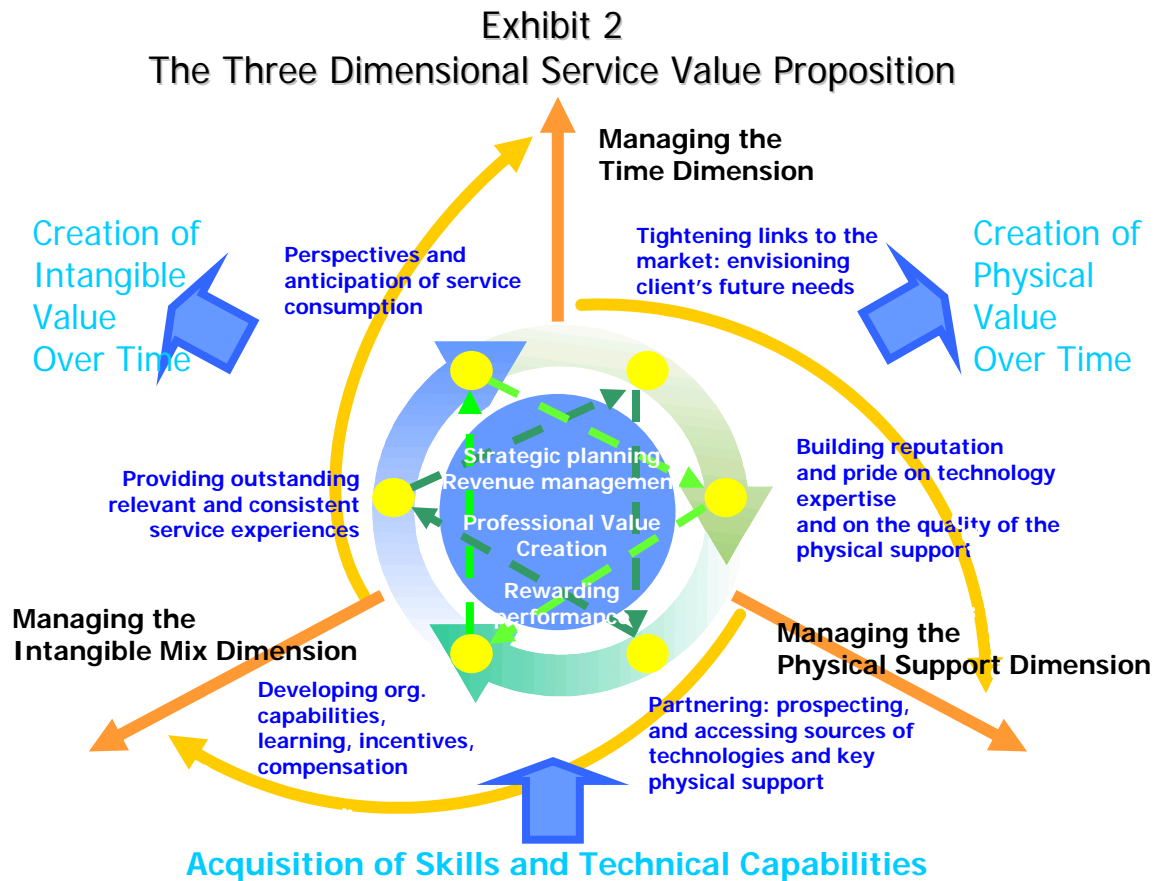 Exhibit 2
The Three Dimensional Service Value Proposition
Managing the
Time Dimension
Creation of
Intangible
Value
Over Time
Perspectives and
anticipation of service
consumption
Tightening links to the
market: envisioning
client's future needs
Creation of
Physical
Value
Over Time
Providing outstanding
relevant and consistent
service experiences
Strategic planning
Revenue managemen
Professional Value
Creation
Rewarding
performance
Building reputation
and pride on technology
expertise
and on the quality of the
physical support
Managing the
Intangible Mix Dimension
Managing the
Physical Support Dimension
Developing org.
capabilities,
learning, incentives,
compensation
Partnering: prospecting,
and accessing sources of
technologies and key
physical support
Acquisition of Skills and Technical Capabilities